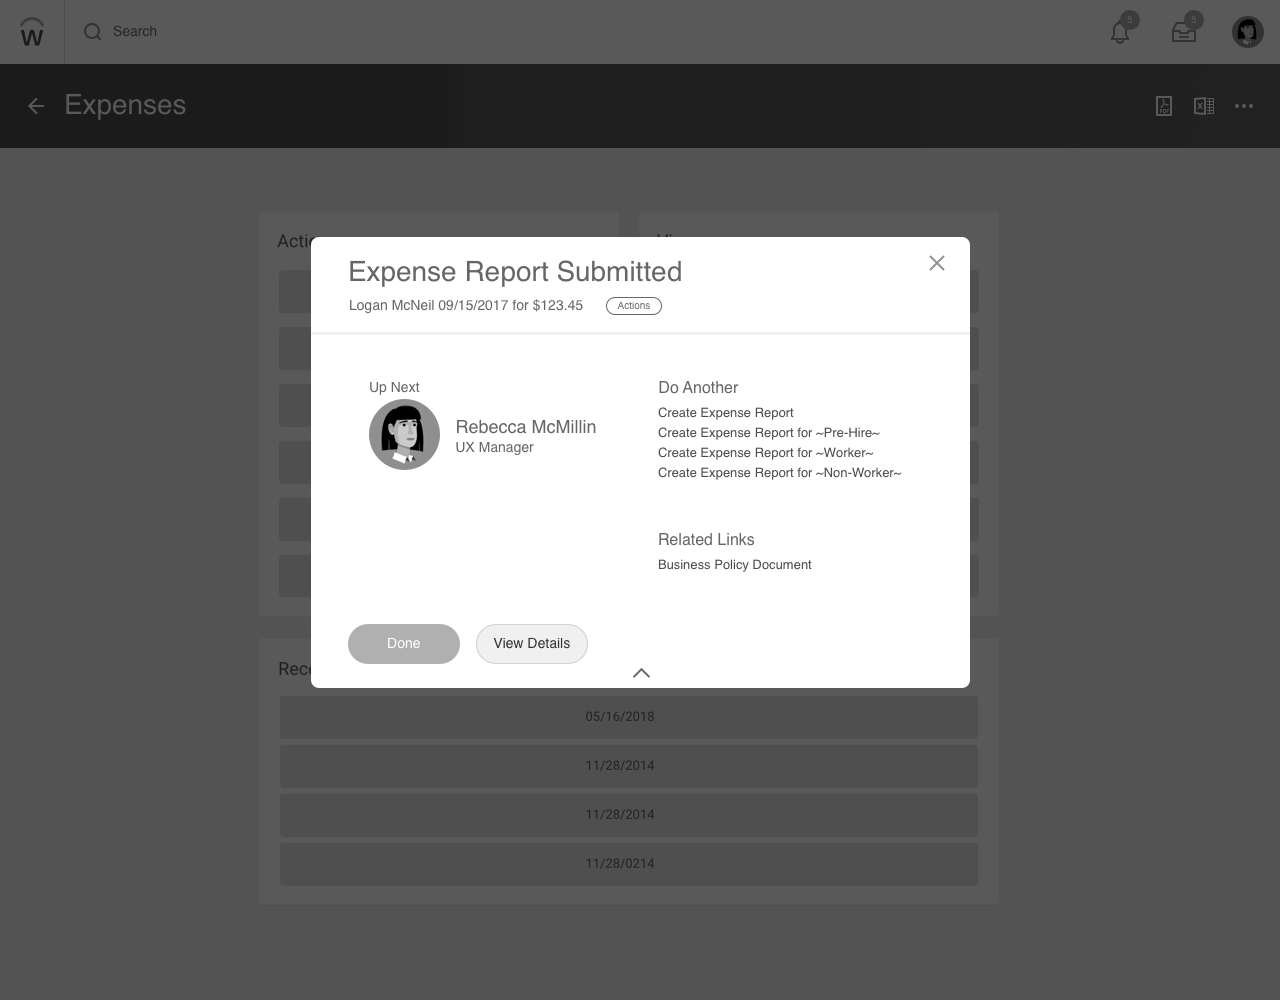 w
Search
5
5
Expenses
PDF
X
Actio
Expense Report Submitted
Logan McNeil 09/15/2017 for $123.45
Actions
Up Next
Rebecca McMillin
UX Manager
Do Another
Create Expense Report
Create Expense Report for ~Pre-Hire~
Create Expense Report for ~Worker~
Create Expense Report for ~Non-Worker~
Related Links
Business Policy Document
Done
View Details
Rece
05/16/2018
11/28/2014
11/28/2014
11/28/0214